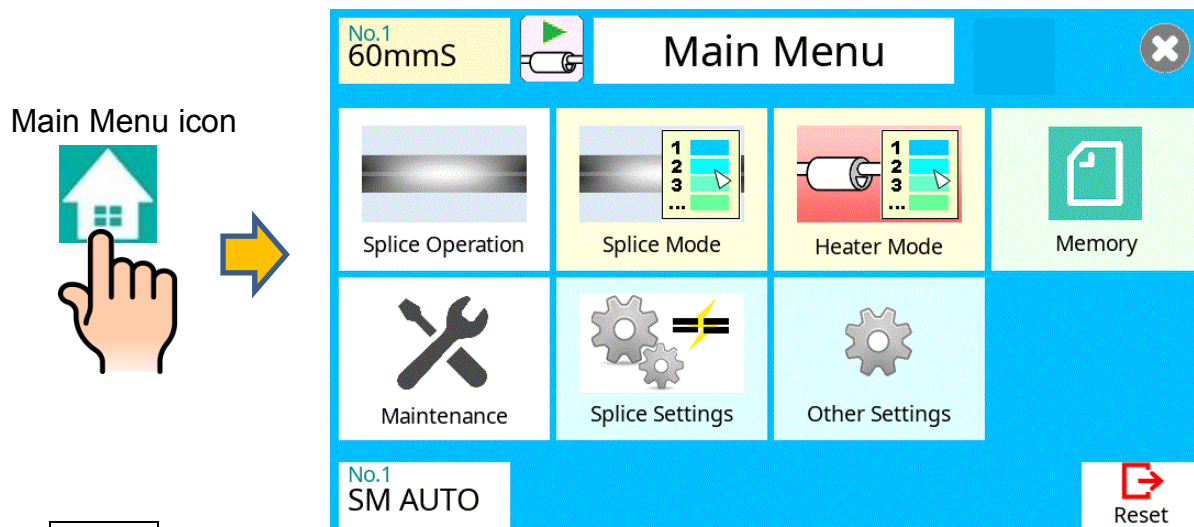 Main Menu icon
No.1
60mmS
Main Menu
1
2
3
...
1
2
3
...
Splice Operation
Splice Mode
Heater Mode
Memory
Maintenance
Splice Settings
Other Settings
No.1
SM AUTO
Reset